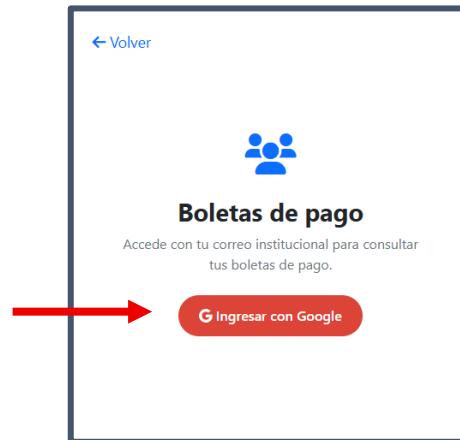 Volver
Boletas de pago
Accede con tu correo institucional para consultar
tus boletas de pago.
Ingresar con Google